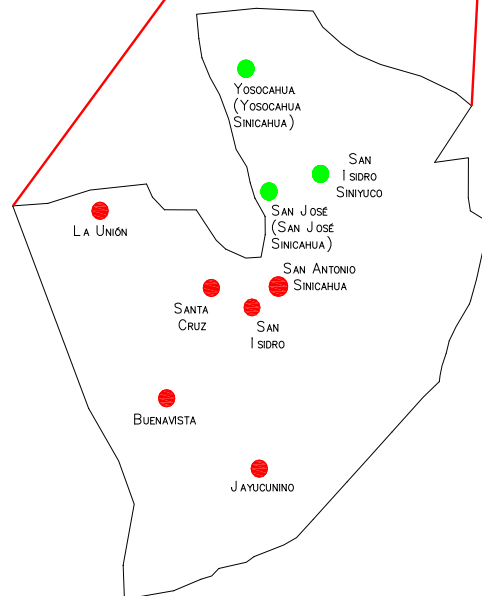 Yosocahua
(Yosocahua
Sinicahua)
San
Isidro
Siniyuco
San José
(San José
Sinicahua)
La Unión
San Antonio
Sinicahua
Santa
Cruz
San
Isidro
Buenavista
Jayucunino